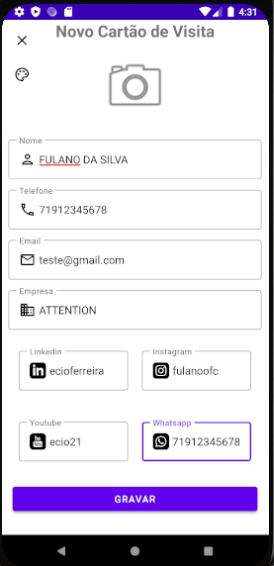 4:31
Novo Cartão de Visita
Nome
FULANO DA SILVA
Telefone
71912345678
Email
teste@gmail.com
Empresa
ATTENTION
Linkedin
ecioferreira
Instagram
fulanoofc
Youtube
ecio21
Whatsapp
71912345678
GRAVAR